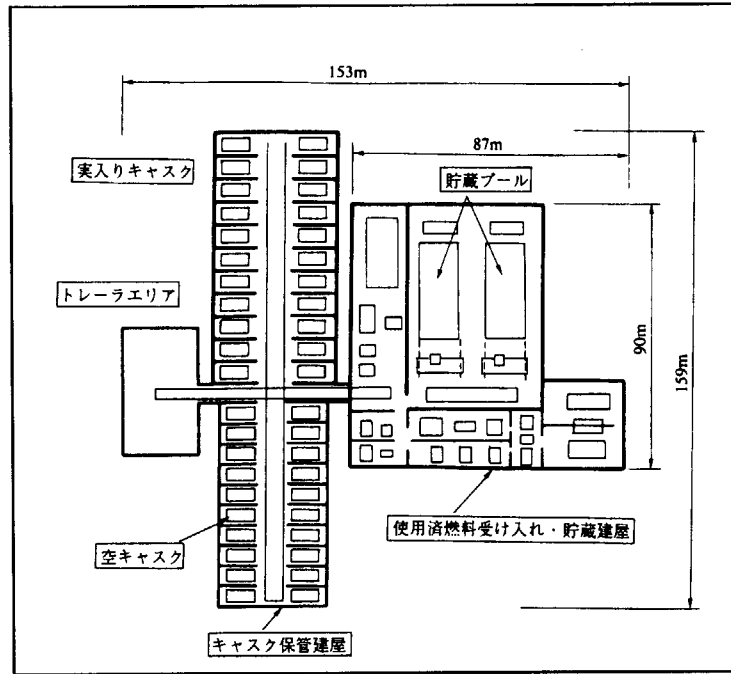 153m
87m
実入りキャスク
貯蔵プール
トレーラエリア
90m
159m
使用済燃料受け入れ・貯蔵建屋
空キャスク
キャスク保管建屋